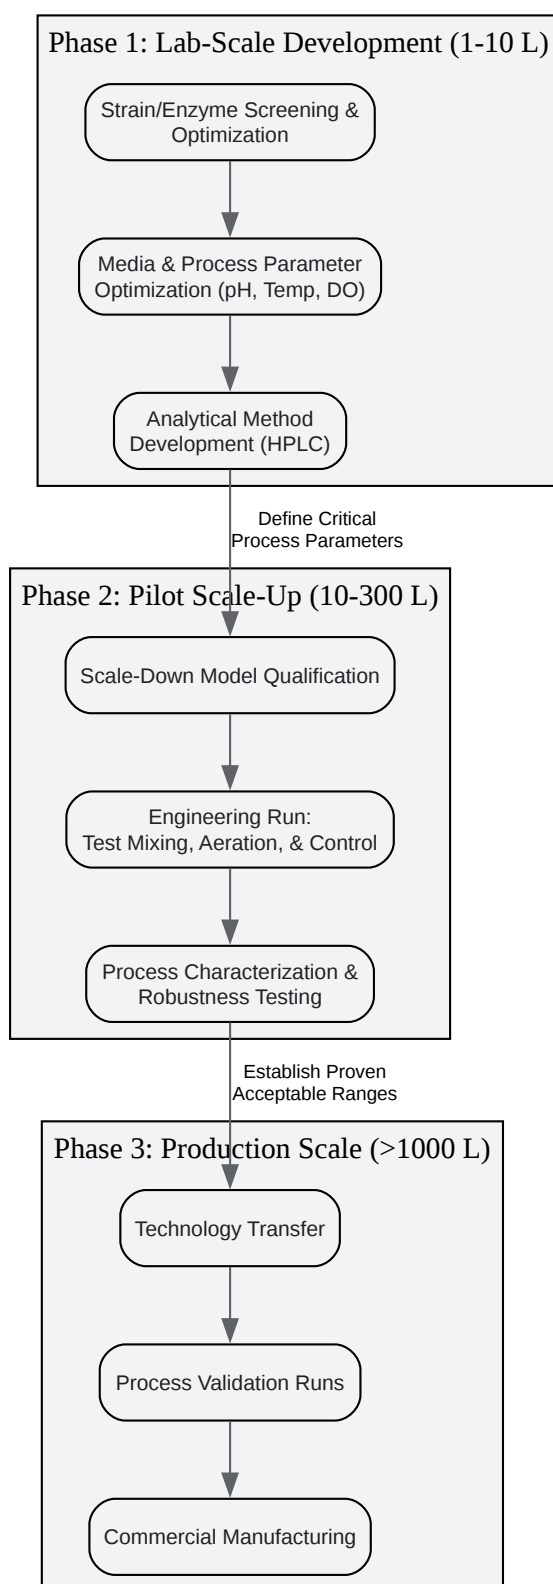 Phase 1: Lab-Scale Development (1-10 L)
Strain/Enzyme Screening &
Optimization
Media & Process Parameter
Optimization (pH, Temp, DO)
Analytical Method
Development (HPLC)
Define Critical
Process Parameters
Phase 2: Pilot Scale-Up (10-300 L)
Scale-Down Model Qualification
Engineering Run:
Test Mixing, Aeration, & Control
Process Characterization &
Robustness Testing
Establish Proven
Acceptable Ranges
Phase 3: Production Scale (>1000 L)
Technology Transfer
Process Validation Runs
Commercial Manufacturing